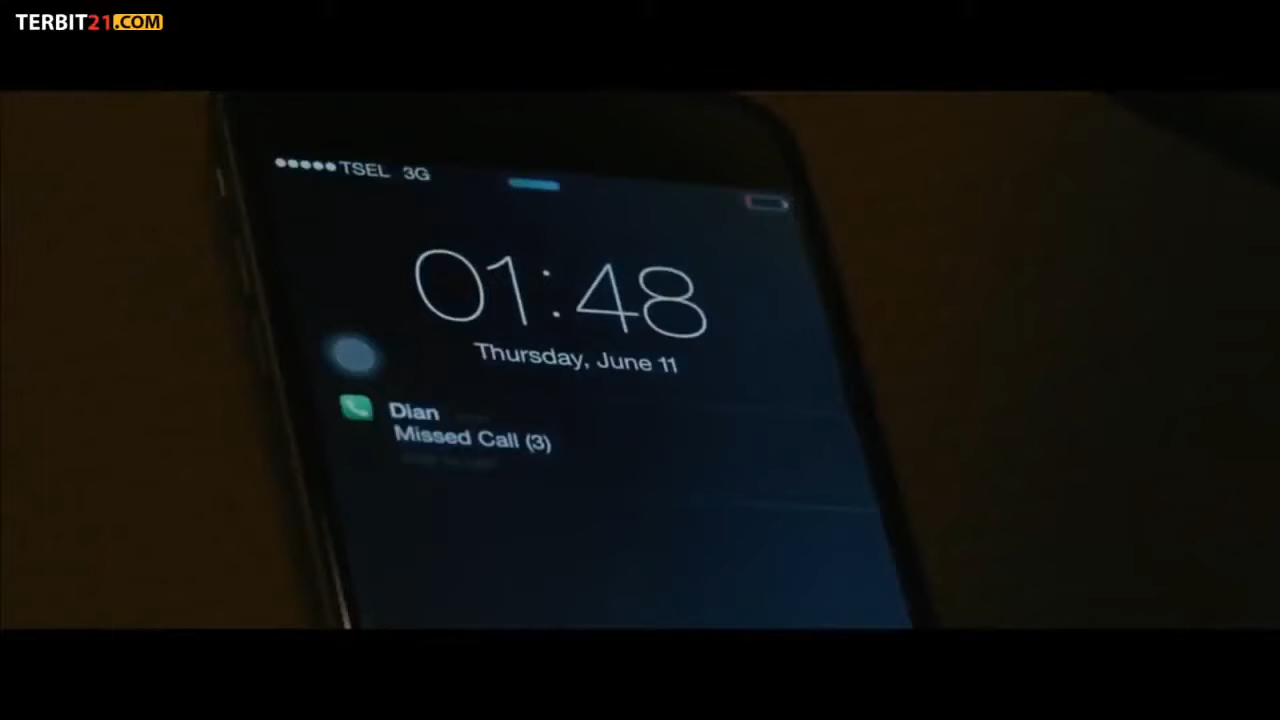 TERBIT21.COM
TSEL 3G
01:48
Thursday, June 11
Dian
Missed Call (3)